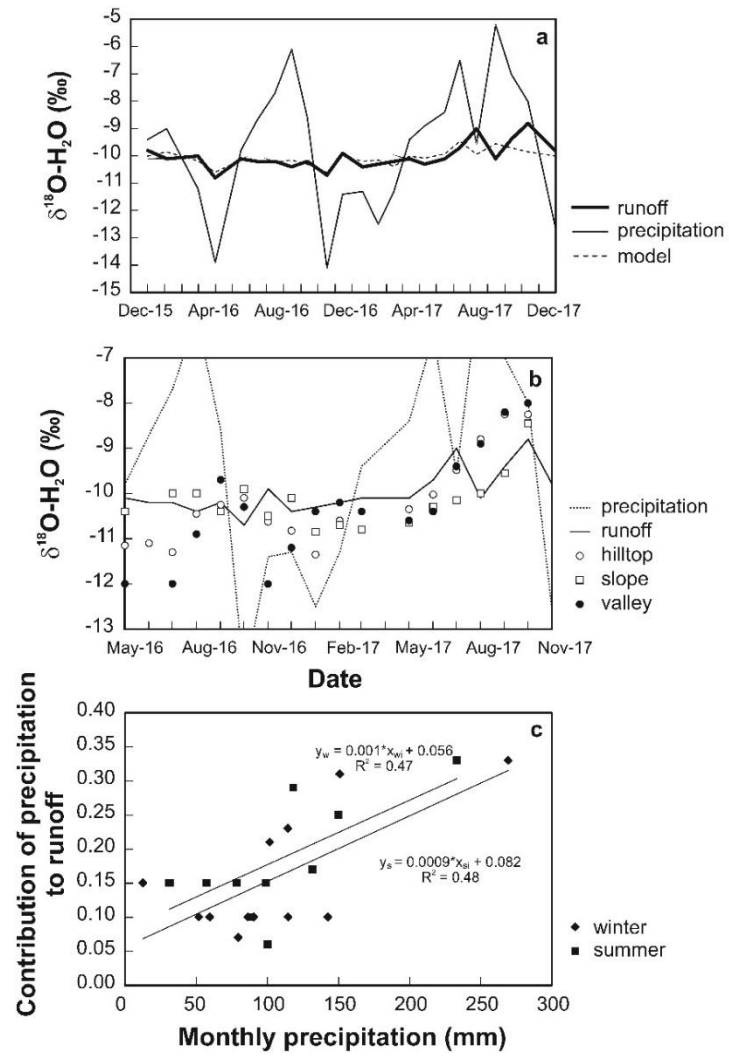 a
δ18O-H2O (‰)
-5
-6
-7
-8
-9
-10
-11
-12
-13
-14
-15
Dec-15 Apr-16 Aug-16 Dec-16 Apr-17 Aug-17 Dec-17
runoff
precipitation
model
b
δ18O-H2O (‰)
-7
-8
-9
-10
-11
-12
-13
May-16 Aug-16 Nov-16 Feb-17 May-17 Aug-17 Nov-17
Date
precipitation
runoff
hilltop
slope
valley
c
Contribution of precipitation
to runoff
0.40
0.35
0.30
0.25
0.20
0.15
0.10
0.05
0.00
yw = 0.001*xwi + 0.056
R2 = 0.47
ys = 0.0009*xsi + 0.082
R2 = 0.48
0 50 100 150 200 250 300
Monthly precipitation (mm)
winter
summer